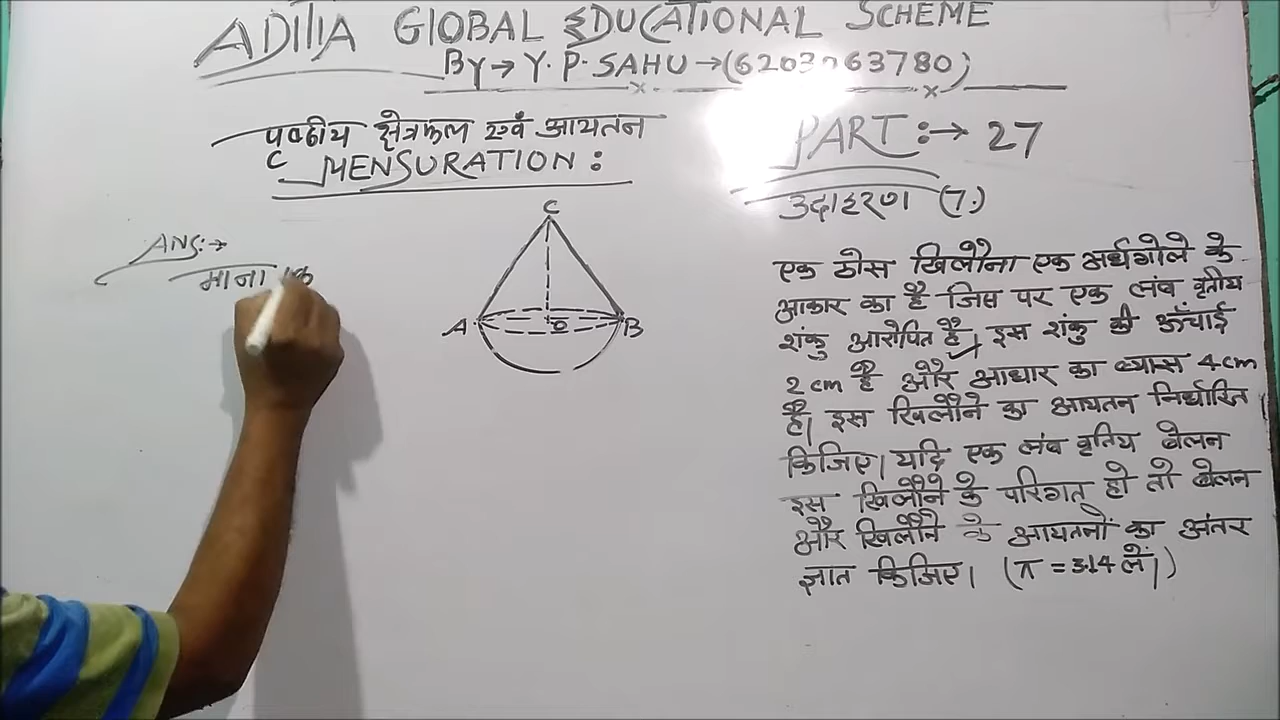 ADITIA GLOBAL EDUCATIONAL SCHEME
By → Y. P. SAHU → (6203263780)
पृष्ठीय क्षेत्रफल एवं आयतन
MENSURATION :
PART :→ 27
उदाहरण (7.)
ANS :→
माना कि
C
A
O
B
एक ठोस खिलौना एक अर्धगोले के
आकार का है जिस पर एक लंब वृतीय
शंकु आरोपित है। इस शंकु की ऊँचाई
2 cm है और आधार का व्यास 4 cm
है। इस खिलौने का आयतन निर्धारित
किजिए। यदि एक लंब वृतिय बेलन
इस खिलौने के परिगत् हो तो बेलन
और खिलौने के आयतनों का अंतर
ज्ञात किजिए। (π = 3.14 लें।)